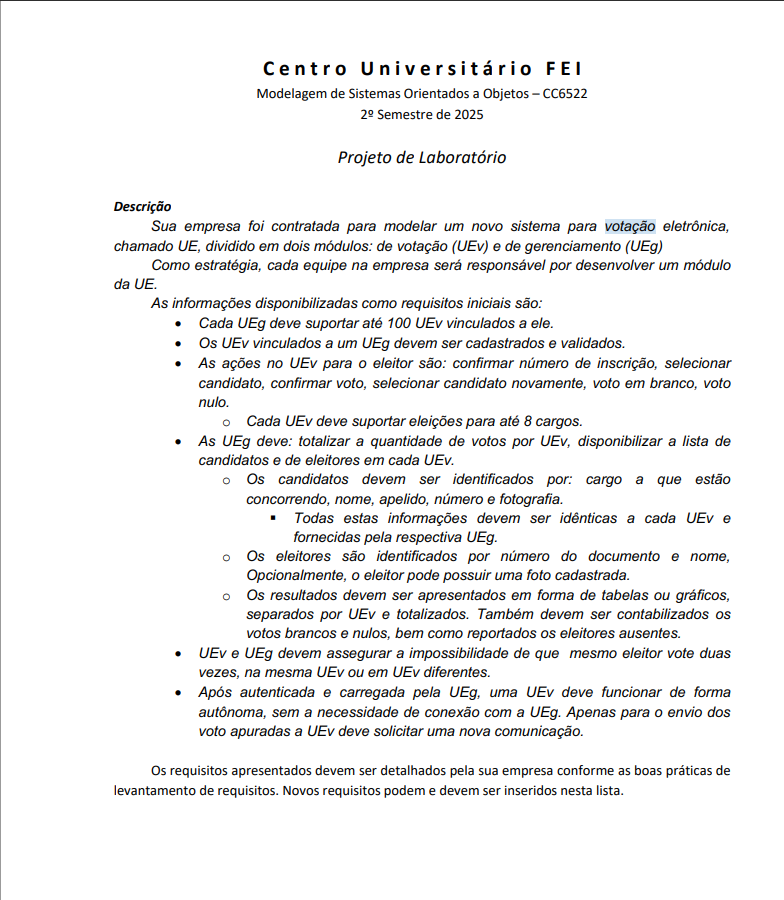 Centro Universitário FEI
Modelagem de Sistemas Orientados a Objetos – CC6522
2º Semestre de 2025
Projeto de Laboratório
Descrição
Sua empresa foi contratada para modelar um novo sistema para votação eletrônica,
chamado UE, dividido em dois módulos: de votação (UEv) e de gerenciamento (UEg)
Como estratégia, cada equipe na empresa será responsável por desenvolver um módulo
da UE.
As informações disponibilizadas como requisitos iniciais são:
• Cada UEg deve suportar até 100 UEv vinculados a ele.
• Os UEv vinculados a um UEg devem ser cadastrados e validados.
• As ações no UEv para o eleitor são: confirmar número de inscrição, selecionar
candidato, confirmar voto, selecionar candidato novamente, voto em branco, voto
nulo.
o Cada UEv deve suportar eleições para até 8 cargos.
• As UEg deve: totalizar a quantidade de votos por UEv, disponibilizar a lista de
candidatos e de eleitores em cada UEv.
o Os candidatos devem ser identificados por: cargo a que estão
concorrendo, nome, apelido, número e fotografia.
▪ Todas estas informações devem ser idênticas a cada UEv e
fornecidas pela respectiva UEg.
o Os eleitores são identificados por número do documento e nome,
Opcionalmente, o eleitor pode possuir uma foto cadastrada.
o Os resultados devem ser apresentados em forma de tabelas ou gráficos,
separados por UEv e totalizados. Também devem ser contabilizados os
votos brancos e nulos, bem como reportados os eleitores ausentes.
• UEv e UEg devem assegurar a impossibilidade de que mesmo eleitor vote duas
vezes, na mesma UEv ou em UEv diferentes.
• Após autenticada e carregada pela UEg, uma UEv deve funcionar de forma
autônoma, sem a necessidade de conexão com a UEg. Apenas para o envio dos
voto apuradas a UEv deve solicitar uma nova comunicação.
Os requisitos apresentados devem ser detalhados pela sua empresa conforme as boas práticas de
levantamento de requisitos. Novos requisitos podem e devem ser inseridos nesta lista.